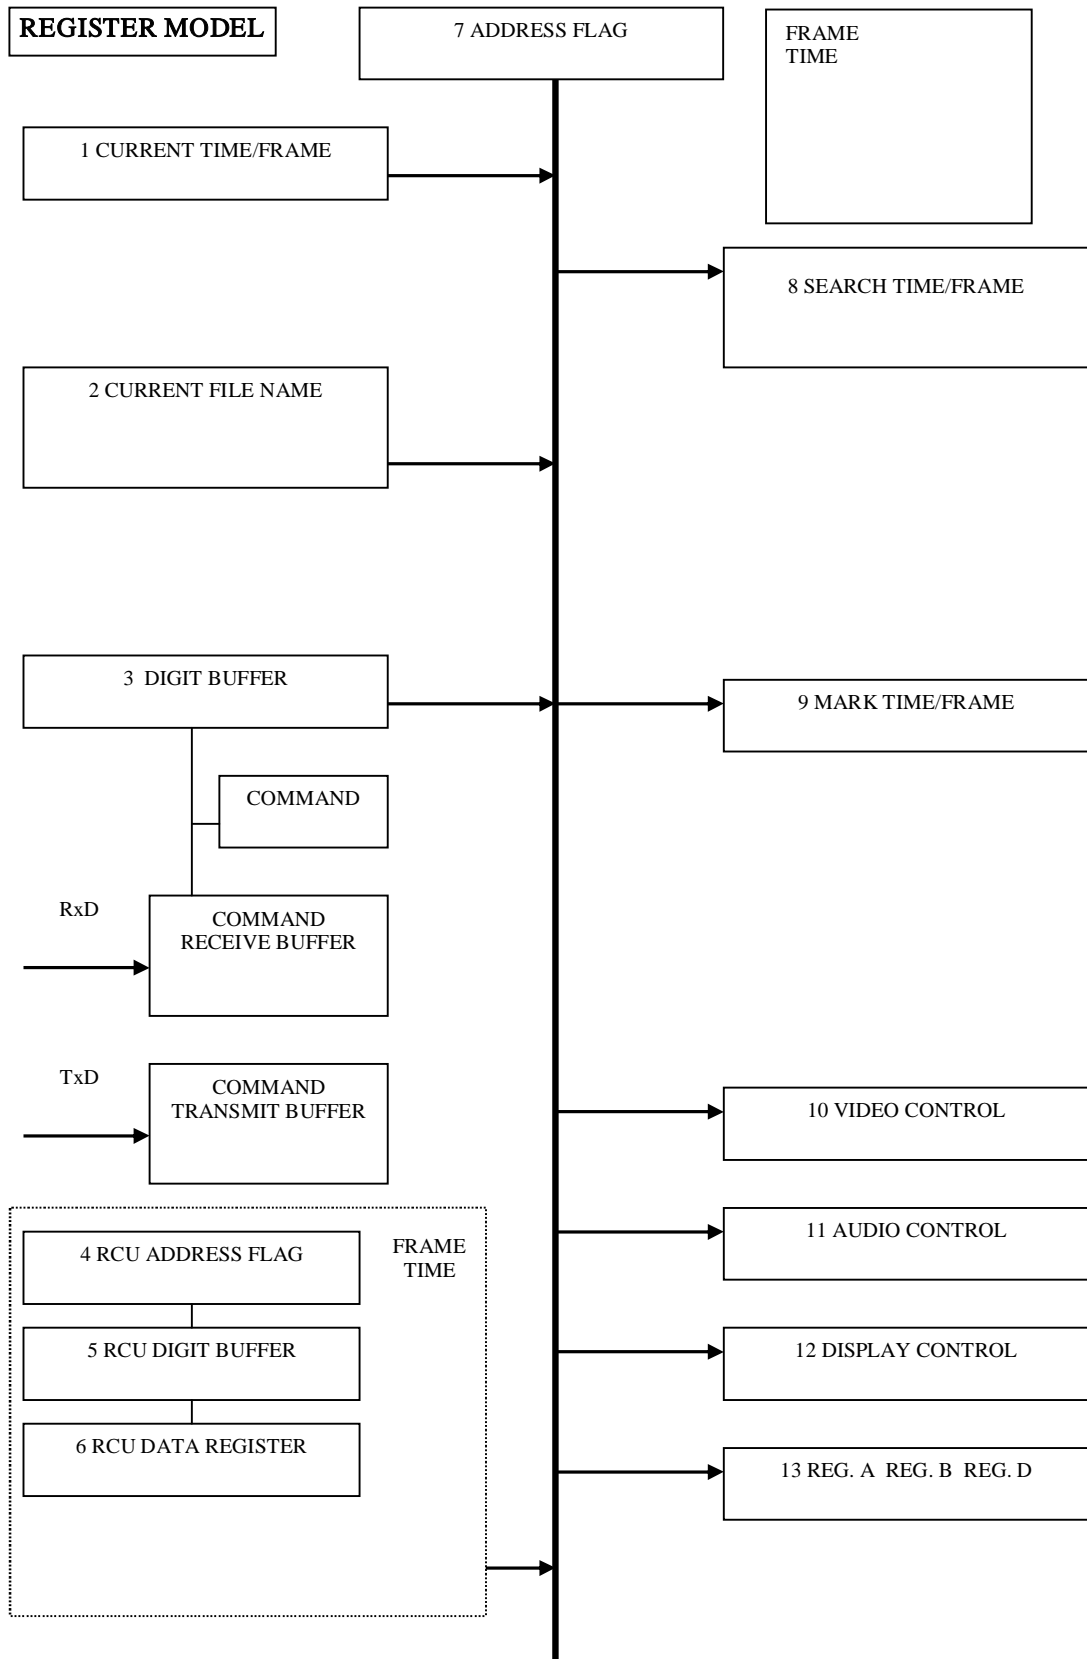 REGISTER MODEL
7 ADDRESS FLAG
FRAME
TIME
1 CURRENT TIME/FRAME
8 SEARCH TIME/FRAME
2 CURRENT FILE NAME
3  DIGIT BUFFER
9 MARK TIME/FRAME
COMMAND
RxD
COMMAND
RECEIVE BUFFER
TxD
COMMAND
TRANSMIT BUFFER
10 VIDEO CONTROL
4 RCU ADDRESS FLAG
FRAME
TIME
11 AUDIO CONTROL
5 RCU DIGIT BUFFER
12 DISPLAY CONTROL
6 RCU DATA REGISTER
13 REG. A  REG. B  REG. D